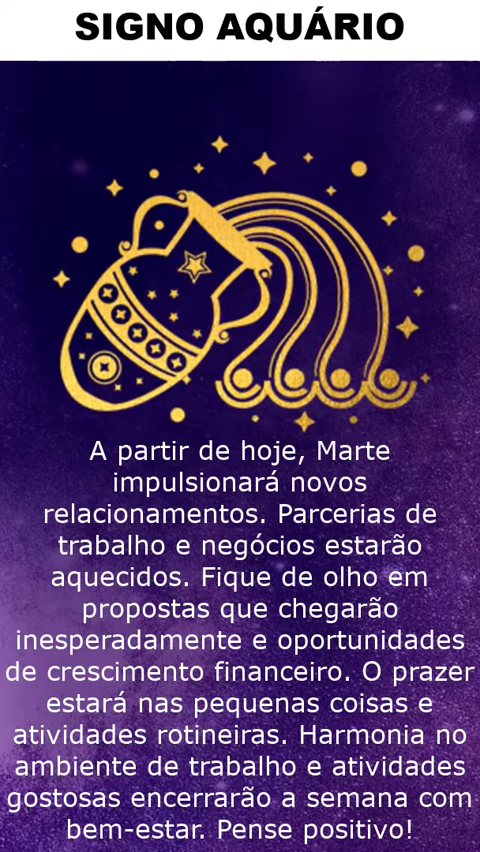 SIGNO AQUÁRIO
A partir de hoje, Marte
impulsionará novos
relacionamentos. Parcerias de
trabalho e negócios estarão
aquecidos. Fique de olho em
propostas que chegarão
inesperadamente e oportunidades
de crescimento financeiro. O prazer
estará nas pequenas coisas e
atividades rotineiras. Harmonia no
ambiente de trabalho e atividades
gostosas encerrarão a semana com
bem-estar. Pense positivo!